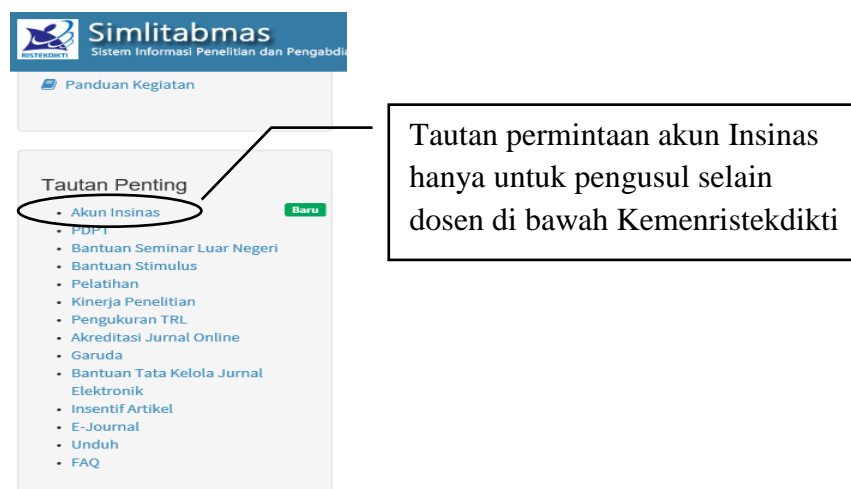 Simlitabmas
Sistem Informasi Penelitian dan Pengabdia
RISTEKDIKTI
Panduan Kegiatan
Tautan permintaan akun Insinas
hanya untuk pengusul selain
dosen di bawah Kemenristekdikti
Tautan Penting
Akun Insinas
Baru
PDPT
Bantuan Seminar Luar Negeri
Bantuan Stimulus
Pelatihan
Kinerja Penelitian
Pengukuran TRL
Akreditasi Jurnal Online
Garuda
Bantuan Tata Kelola Jurnal
Elektronik
Insentif Artikel
E-Journal
Unduh
FAQ